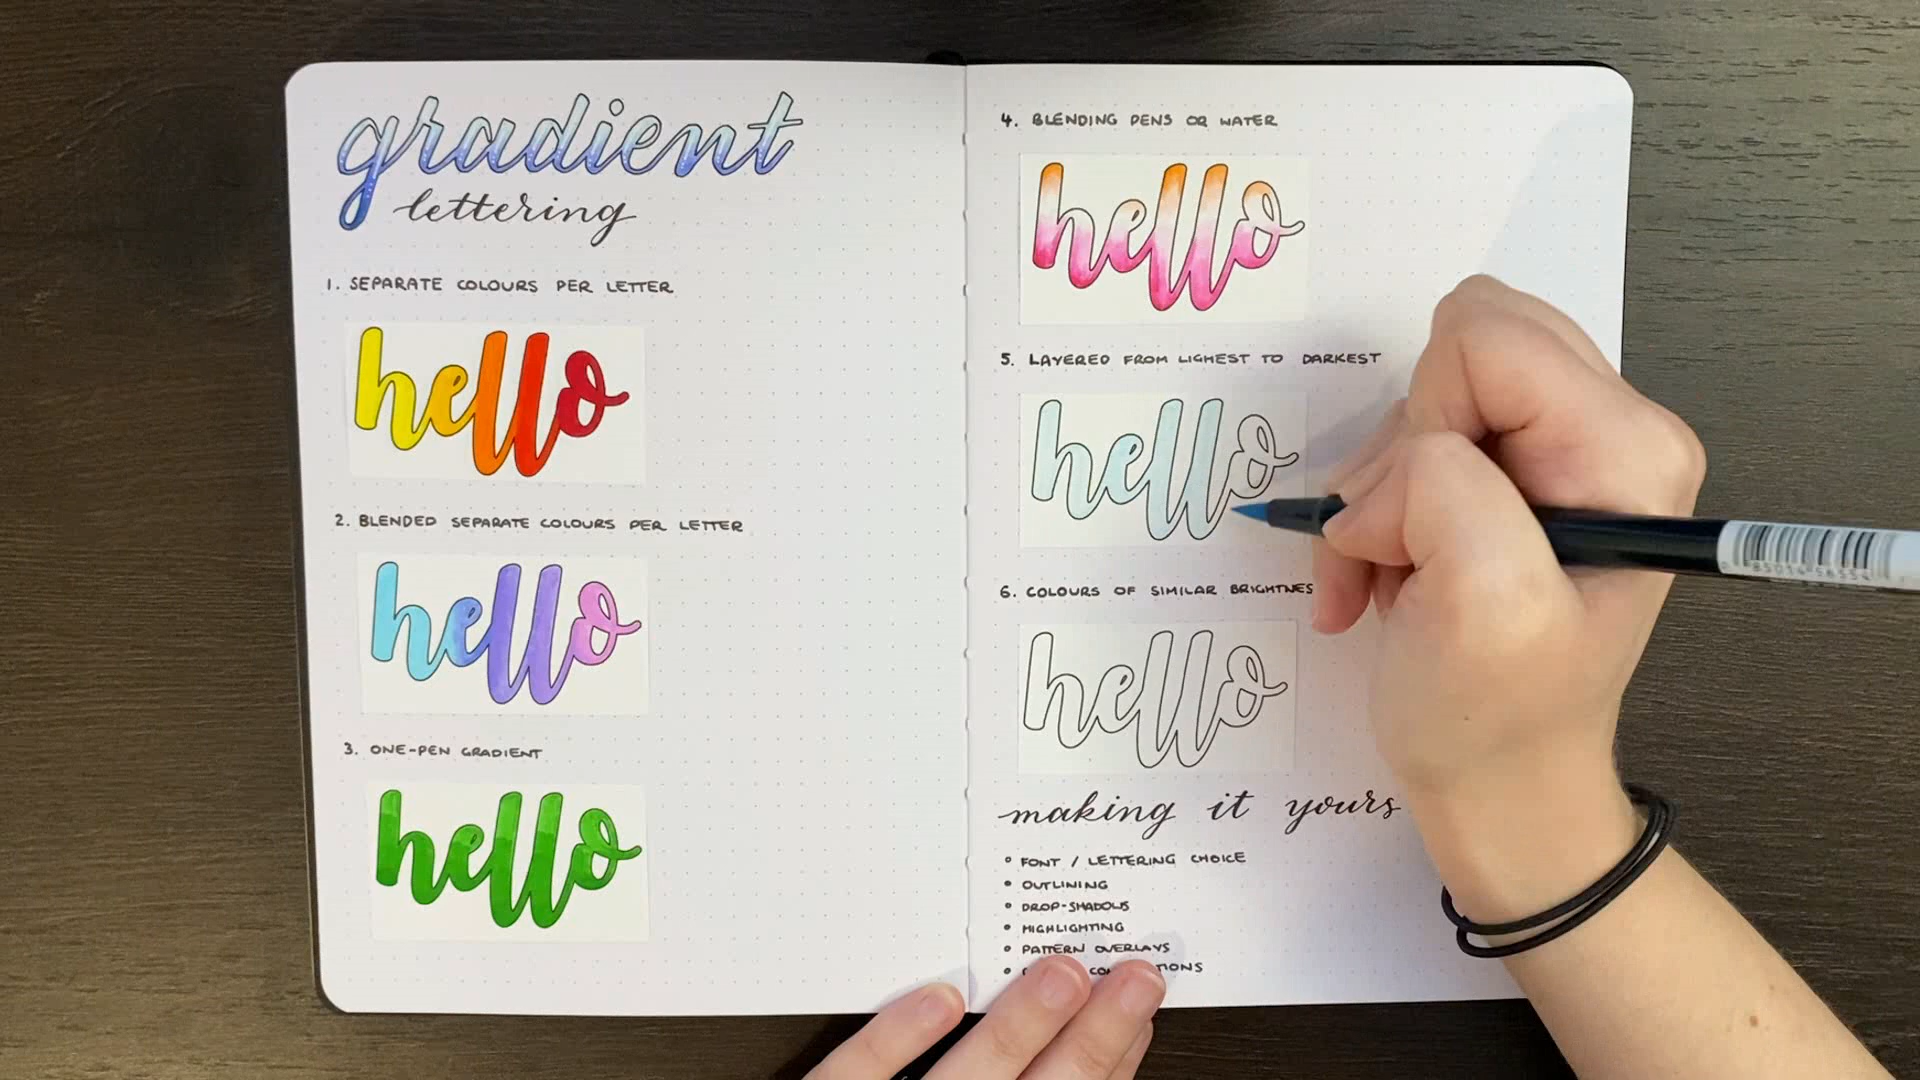 gradient
lettering
1. SEPARATE COLOURS PER LETTER
hello
2. BLENDED SEPARATE COLOURS PER LETTER
hello
3. ONE-PEN GRADIENT
hello
4. BLENDING PENS OR WATER
hello
5. LAYERED FROM LIGHEST TO DARKEST
hello
6. COLOURS OF SIMILAR BRIGHTNES
hello
making it yours
° FONT / LETTERING CHOICE
° OUTLINING
° DROP-SHADOWS
° HIGHLIGHTING
° PATTERN OVERLAYS